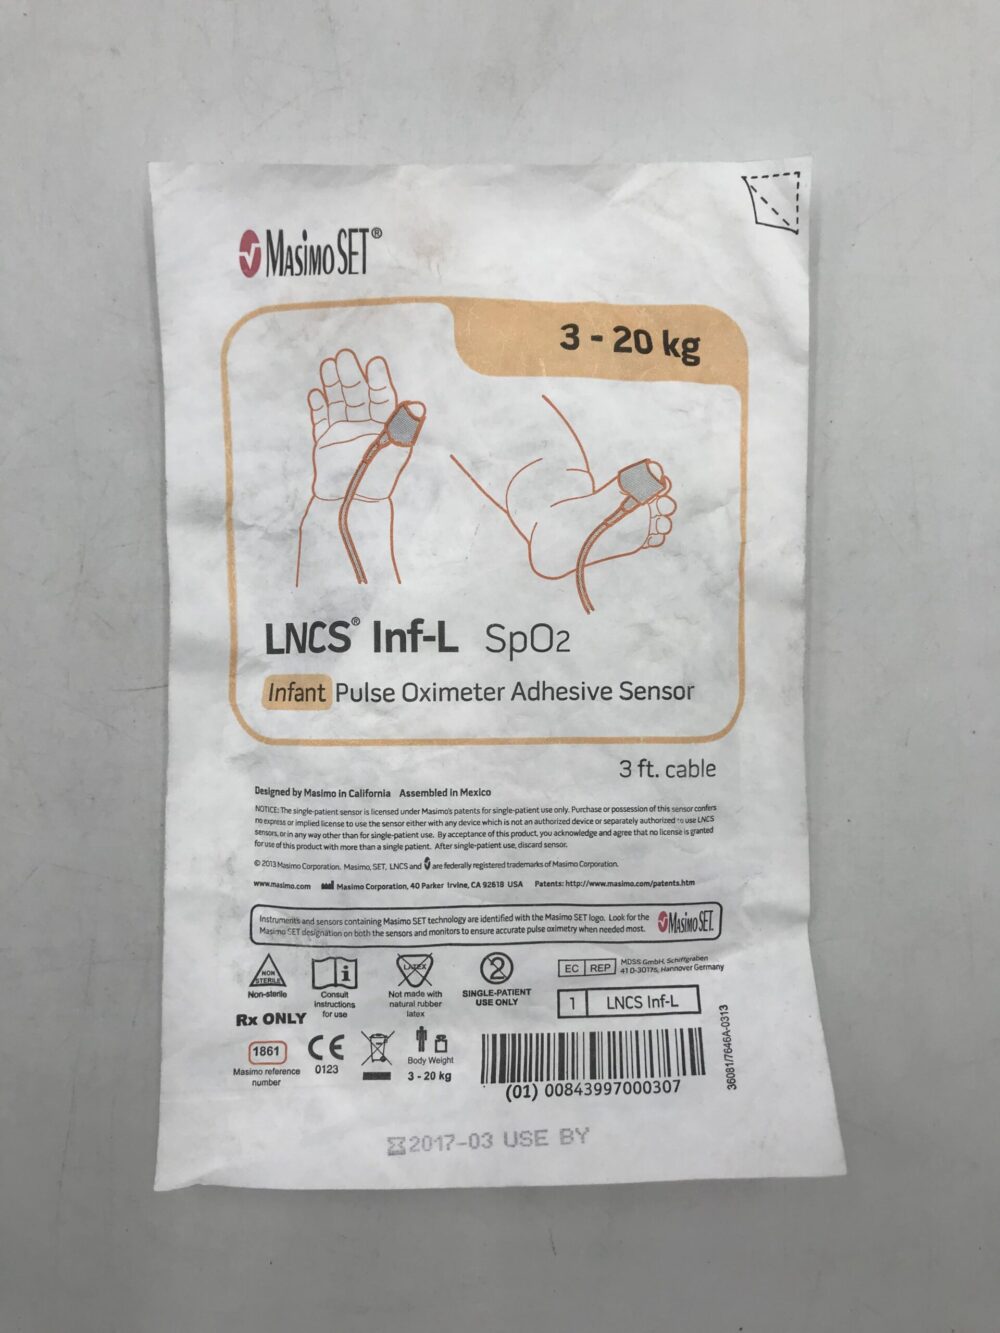 MASIMO SET®
3 - 20 kg
LNCS® Inf-L SpO2
Infant Pulse Oximeter Adhesive Sensor
3 ft. cable
Designed by Masimo in California Assembled in Mexico
NOTICE: The single-patient sensor is licensed under Masimo's patents for single-patient use only. Purchase or possession of this sensor confers
no express or implied license to use the sensor either with any device which is not an authorized device or separately authorized to use LNCS
sensors, or in any way other than for single-patient use. By acceptance of this product, you acknowledge and agree that no license is granted
for use of this product with more than a single patient. After single-patient use, discard sensor.
© 2013 Masimo Corporation. Masimo, SET, LNCS and are federally registered trademarks of Masimo Corporation.
www.masimo.com Masimo Corporation, 40 Parker Irvine, CA 92618 USA Patents: http://www.masimo.com/patents.htm
Instruments and sensors containing Masimo SET technology are identified with the Masimo SET logo. Look for the
Masimo SET designation on both the sensors and monitors to ensure accurate pulse oximetry when needed most.
MASIMO SET.
NON
STERILE
Non-sterile
i
Consult
instructions
for use
LATEX
Not made with
natural rubber
latex
2
SINGLE-PATIENT
USE ONLY
EC REP
MDSS GmbH, Schiffgraben
41 D-30175, Hannover Germany
1 LNCS Inf-L
Rx ONLY
1861
Masimo reference
number
CE
0123
Body Weight
3 - 20 kg
(01) 00843997000307
36081/7646A-0313
2017-03 USE BY